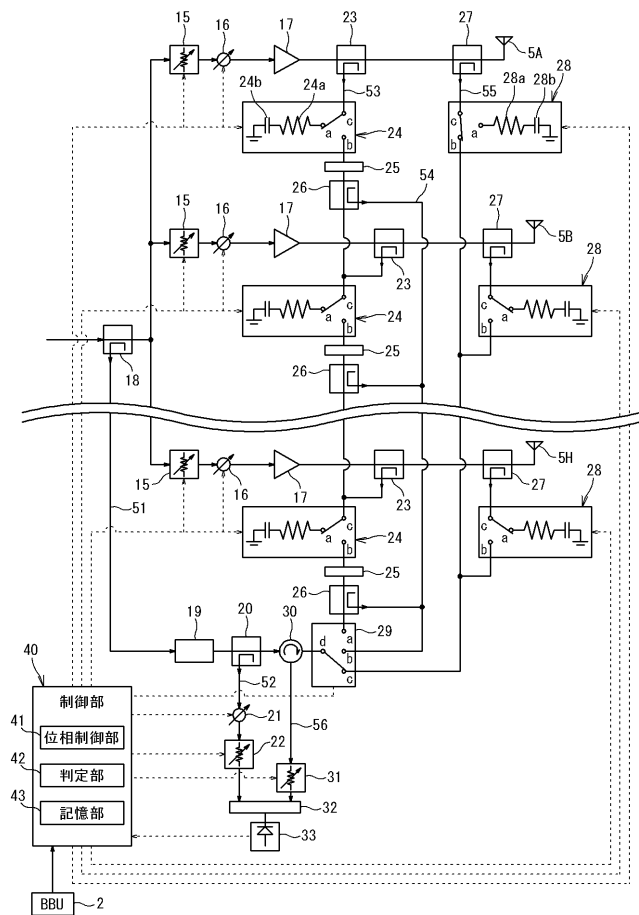 15 16 17 23 27 5A
24b 24a 53 55 28a 28b 28
c a b 24 c a b
25
26 54
15 16 17 27 5B
23 28
c a b 24 c a b
18 25
26
15 16 17 23 27 5H
51 28
c a b 24 c a b
25
26
19 20 30 29
d a b c
40 52
制御部 21 56
41 位相制御部 22
42 判定部 31
43 記憶部 32
33
BBU 2